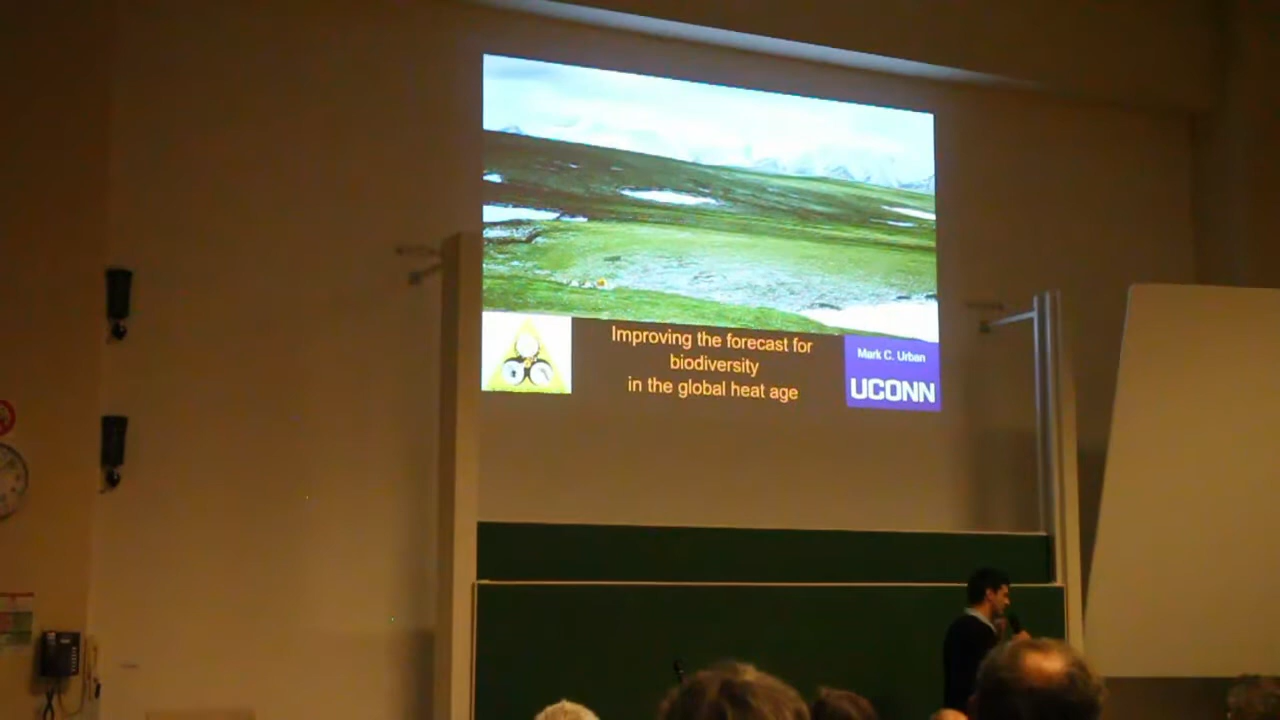 Improving the forecast for
biodiversity
in the global heat age
Mark C. Urban
UCONN